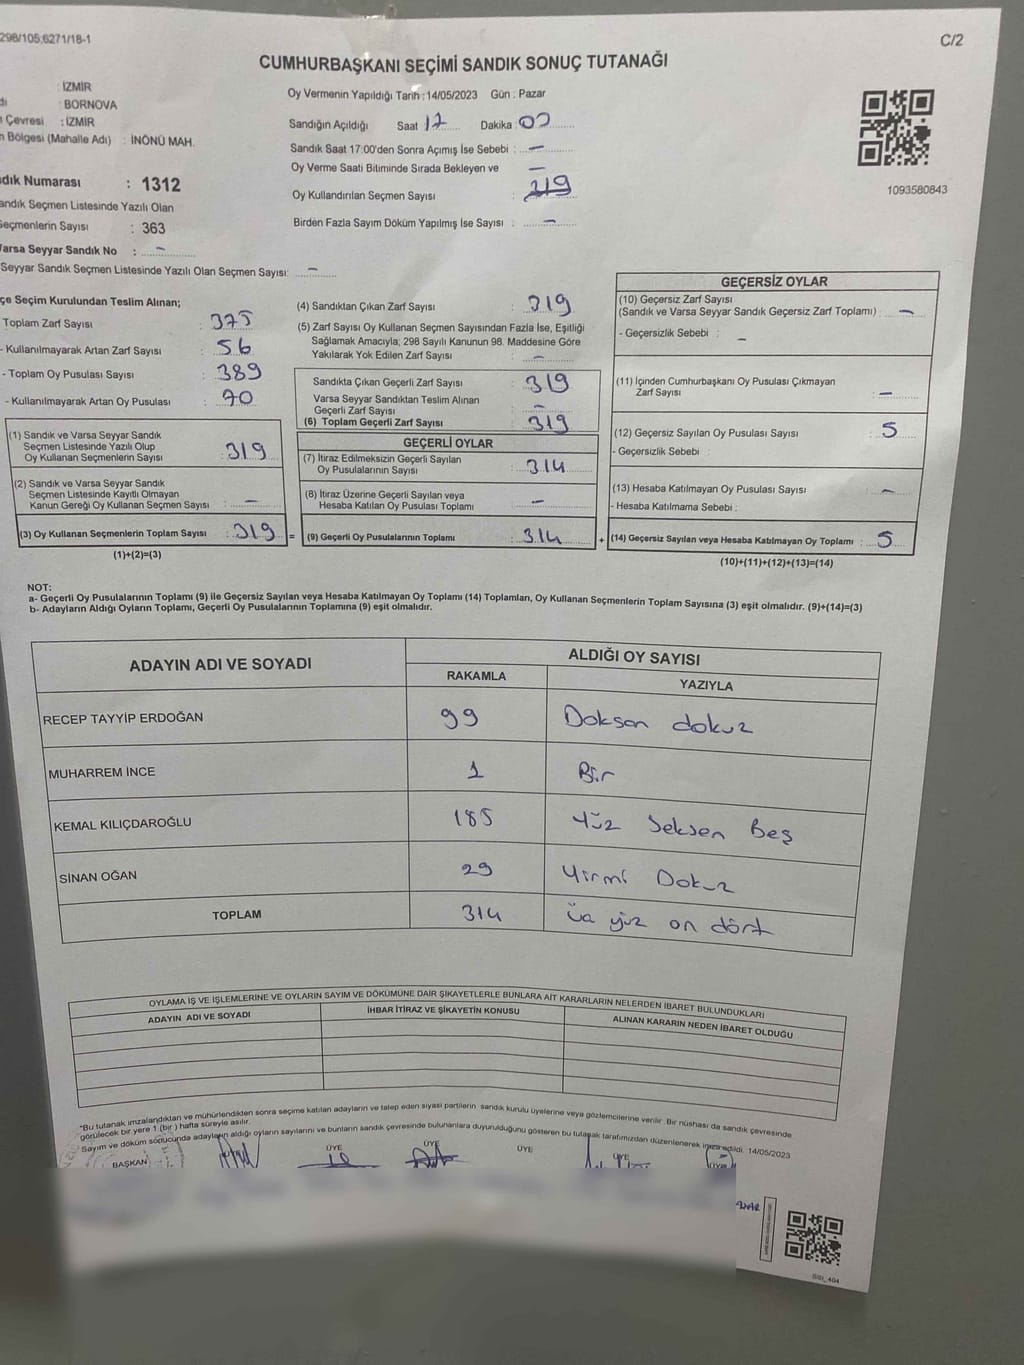 298/105;6271/18-1
C/2
CUMHURBAŞKANI SEÇİMİ SANDIK SONUÇ TUTANAĞI
: İZMİR
: BORNOVA
Çevresi : İZMİR
Bölgesi (Mahalle Adı) : İNÖNÜ MAH.
Numarası : 1312
Seçmen Listesinde Yazılı Olan
Sayısı : 363
Varsa Seyyar Sandık No : -
Seyyar Sandık Seçmen Listesinde Yazılı Olan Seçmen Sayısı: -
Oy Vermenin Yapıldığı Tarih : 14/05/2023 Gün : Pazar
Sandığın Açıldığı Saat 17 Dakika : 00
Sandık Saat 17:00'den Sonra Açımış İse Sebebi : -
Oy Verme Saati Bitiminde Sırada Bekleyen ve -
Oy Kullandırılan Seçmen Sayısı :
Birden Fazla Sayım Döküm Yapılmış İse Sayısı : -
1093580843
Seçim Kurulundan Teslim Alınan;
Toplam Zarf Sayısı : 375
- Kullanılmayarak Artan Zarf Sayısı : 56
- Toplam Oy Pusulası Sayısı : 389
- Kullanılmayarak Artan Oy Pusulası : 70
(1) Sandık ve Varsa Seyyar Sandık
Seçmen Listesinde Yazılı Olup
Oy Kullanan Seçmenlerin Sayısı : 319
(2) Sandık ve Varsa Seyyar Sandık
Seçmen Listesinde Kayıtlı Olmayan
Kanun Gereği Oy Kullanan Seçmen Sayısı : -
(3) Oy Kullanan Seçmenlerin Toplam Sayısı : 319 =
(1)+(2)=(3)
(4) Sandıktan Çıkan Zarf Sayısı : 319
(5) Zarf Sayısı Oy Kullanan Seçmen Sayısından Fazla İse, Eşitliği
Sağlamak Amacıyla; 298 Sayılı Kanunun 98. Maddesine Göre
Yakılarak Yok Edilen Zarf Sayısı : -
Sandıkta Çıkan Geçerli Zarf Sayısı : 319
Varsa Seyyar Sandıktan Teslim Alınan
Geçerli Zarf Sayısı : -
(6) Toplam Geçerli Zarf Sayısı : 319
GEÇERLİ OYLAR
(7) İtiraz Edilmeksizin Geçerli Sayılan
Oy Pusulalarının Sayısı : 314
(8) İtiraz Üzerine Geçerli Sayılan veya
Hesaba Katılan Oy Pusulası Toplamı : -
(9) Geçerli Oy Pusulalarının Toplamı : 314 +
GEÇERSİZ OYLAR
(10) Geçersiz Zarf Sayısı
(Sandık ve Varsa Seyyar Sandık Geçersiz Zarf Toplamı) : -
- Geçersizlik Sebebi : -
(11) İçinden Cumhurbaşkanı Oy Pusulası Çıkmayan
Zarf Sayısı : -
(12) Geçersiz Sayılan Oy Pusulası Sayısı : 5
- Geçersizlik Sebebi :
(13) Hesaba Katılmayan Oy Pusulası Sayısı : -
- Hesaba Katılmama Sebebi :
(14) Geçersiz Sayılan veya Hesaba Katılmayan Oy Toplamı : 5
(10)+(11)+(12)+(13)=(14)
NOT:
a- Geçerli Oy Pusulalarının Toplamı (9) ile Geçersiz Sayılan veya Hesaba Katılmayan Oy Toplamı (14) Toplamları, Oy Kullanan Seçmenlerin Toplam Sayısına (3) eşit olmalıdır. (9)+(14)=(3)
b- Adayların Aldığı Oyların Toplamı, Geçerli Oy Pusulalarının Toplamına (9) eşit olmalıdır.
ADAYIN ADI VE SOYADI ALDIĞI OY SAYISI
RAKAMLA YAZIYLA
RECEP TAYYİP ERDOĞAN 99 Doksan dokuz
MUHARREM İNCE 1 Bir
KEMAL KILIÇDAROĞLU 185 Yüz Seksen Beş
SİNAN OĞAN 29 Yirmi Dokuz
TOPLAM 314 Üç yüz on dört
OYLAMA İŞ VE İŞLEMLERİNE VE OYLARIN SAYIM VE DÖKÜMÜNE DAİR ŞİKAYETLERLE BUNLARA AİT KARARLARIN NELERDEN İBARET BULUNDUKLARI
ADAYIN ADI VE SOYADI İHBAR İTİRAZ VE ŞİKAYETİN KONUSU ALINAN KARARIN NEDEN İBARET OLDUĞU
*Bu tutanak imzalandıktan ve mühürlendikten sonra seçime katılan adayların ve talep eden siyasi partilerin sandık kurulu üyelerine veya gözlemcilerine verilir. Bir nüshası da sandık çevresinde
görülecek bir yere 1 (bir) hafta süreyle asılır.
Sayım ve döküm sonucunda adayların aldığı oyların sayılarını ve bunların sandık çevresinde bulunanlara duyurulduğunu gösteren bu tutanak tarafımızdan düzenlenerek imza edildi. 14/05/2023
BAŞKAN ÜYE ÜYE ÜYE ÜYE ÜYE